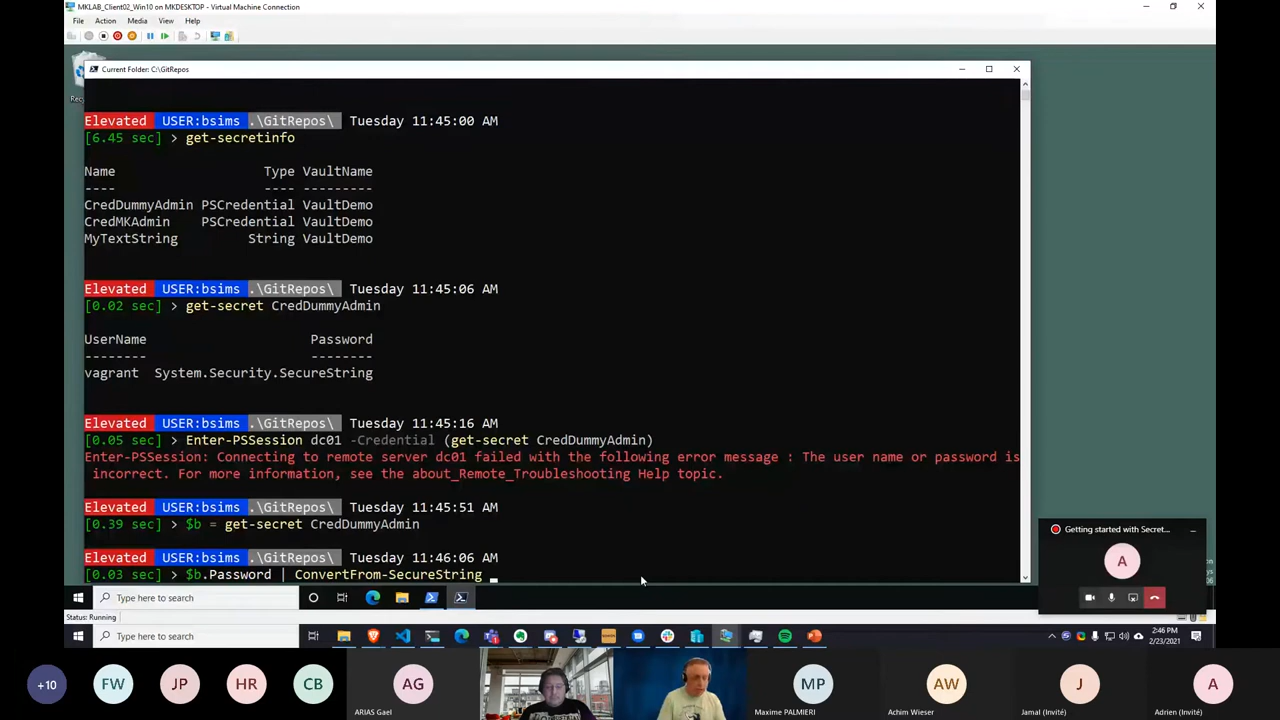 MKLAB_Client02_Win10 on MKDESKTOP - Virtual Machine Connection
File Action Media View Help
Current Folder: C:\GitRepos\
Elevated USER:bsims .\GitRepos\ Tuesday 11:45:00 AM
[6.45 sec] > get-secretinfo
Name Type VaultName
---- ---- ---------
CredDummyAdmin PSCredential VaultDemo
CredMKAdmin PSCredential VaultDemo
MyTextString String VaultDemo
Elevated USER:bsims .\GitRepos\ Tuesday 11:45:06 AM
[0.02 sec] > get-secret CredDummyAdmin
UserName Password
-------- --------
vagrant System.Security.SecureString
Elevated USER:bsims .\GitRepos\ Tuesday 11:45:16 AM
[0.05 sec] > Enter-PSSession dc01 -Credential (get-secret CredDummyAdmin)
Enter-PSSession: Connecting to remote server dc01 failed with the following error message : The user name or password is
incorrect. For more information, see the about_Remote_Troubleshooting Help topic.
Elevated USER:bsims .\GitRepos\ Tuesday 11:45:51 AM
[0.39 sec] > $b = get-secret CredDummyAdmin
Elevated USER:bsims .\GitRepos\ Tuesday 11:46:06 AM
[0.03 sec] > $b.Password | ConvertFrom-SecureString
Getting started with Secret...
A
Type here to search
Status: Running
Type here to search
2:46 PM
2/23/2021
+10 FW JP HR CB AG MP AW J A
ARIAS Gael Maxime PALMIERI Achim Wieser Jamal (Invité) Adrien (Invité)